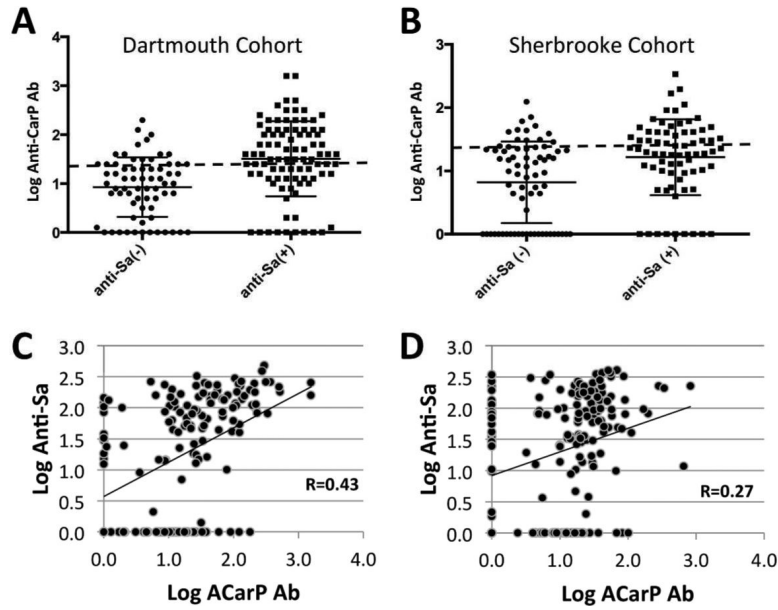 A
Dartmouth Cohort
Log Anti-CarP Ab
4
3
2
1
0
anti-Sa(-)
anti-Sa(+)
B
Sherbrooke Cohort
Log Anti-CarP Ab
3
2
1
0
anti-Sa (-)
anti-Sa (+)
C
Log Anti-Sa
3.0
2.5
2.0
1.5
1.0
0.5
0.0
R=0.43
0.0 1.0 2.0 3.0 4.0
Log ACarP Ab
D
Log Anti-Sa
3.0
2.5
2.0
1.5
1.0
0.5
0.0
R=0.27
0.0 1.0 2.0 3.0 4.0
Log ACarP Ab